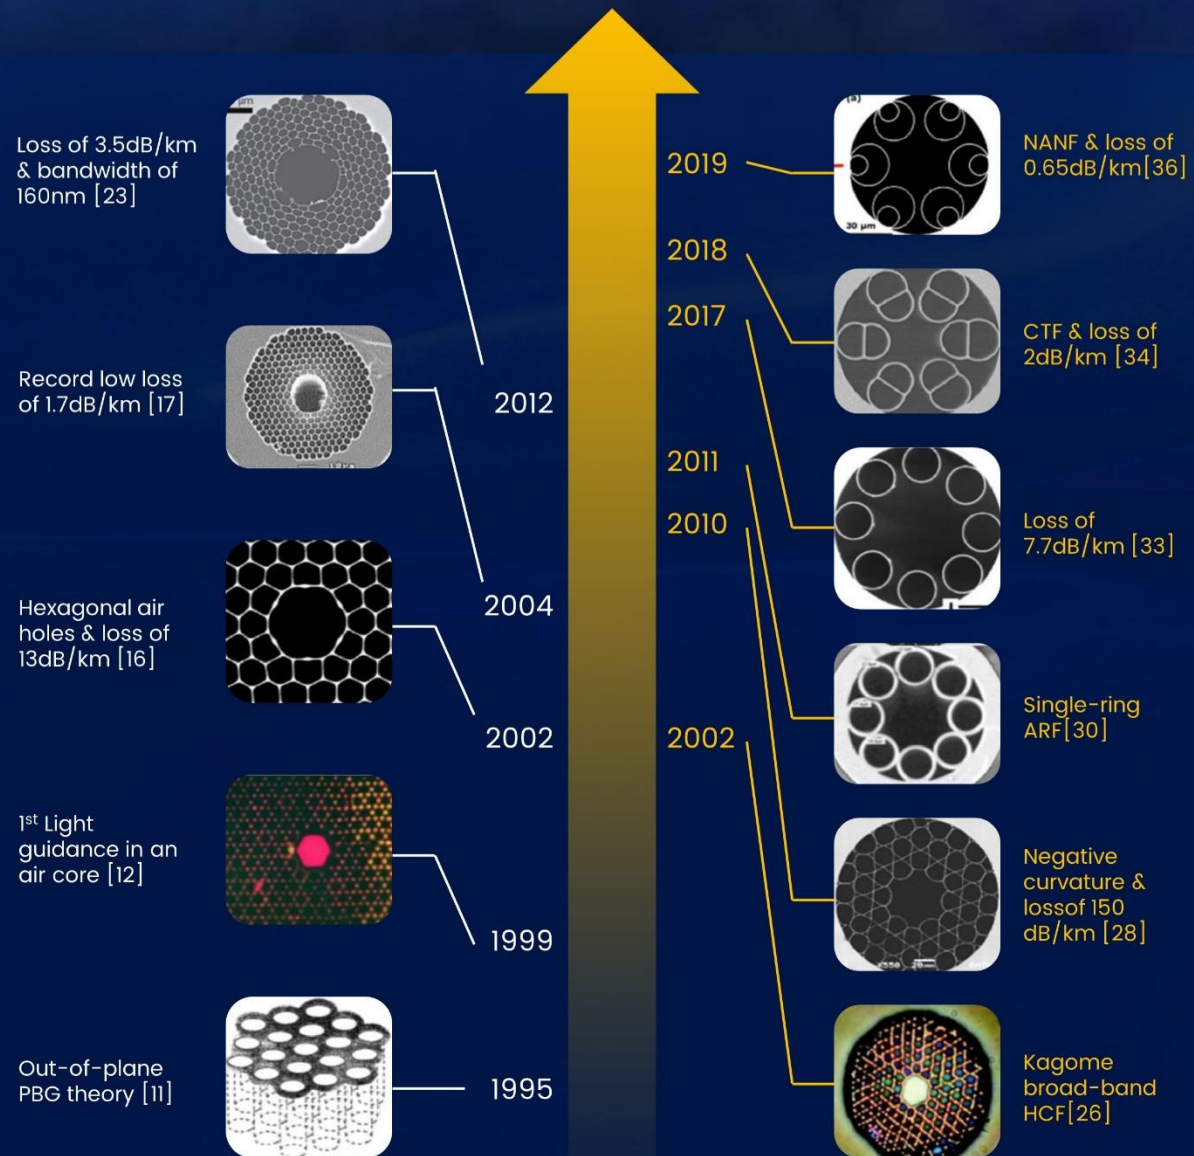 Loss of 3.5dB/km
& bandwidth of
160nm [23]
2012
Record low loss
of 1.7dB/km [17]
2004
Hexagonal air
holes & loss of
13dB/km [16]
2002
1st Light
guidance in an
air core [12]
1999
Out-of-plane
PBG theory [11]
1995
2019
(a)
30 μm
NANF & loss of
0.65dB/km[36]
2018
CTF & loss of
2dB/km [34]
2017
Loss of
7.7dB/km [33]
2011
Single-ring
ARF[30]
2010
Negative
curvature &
lossof 150
dB/km [28]
2002
Kagome
broad-band
HCF[26]